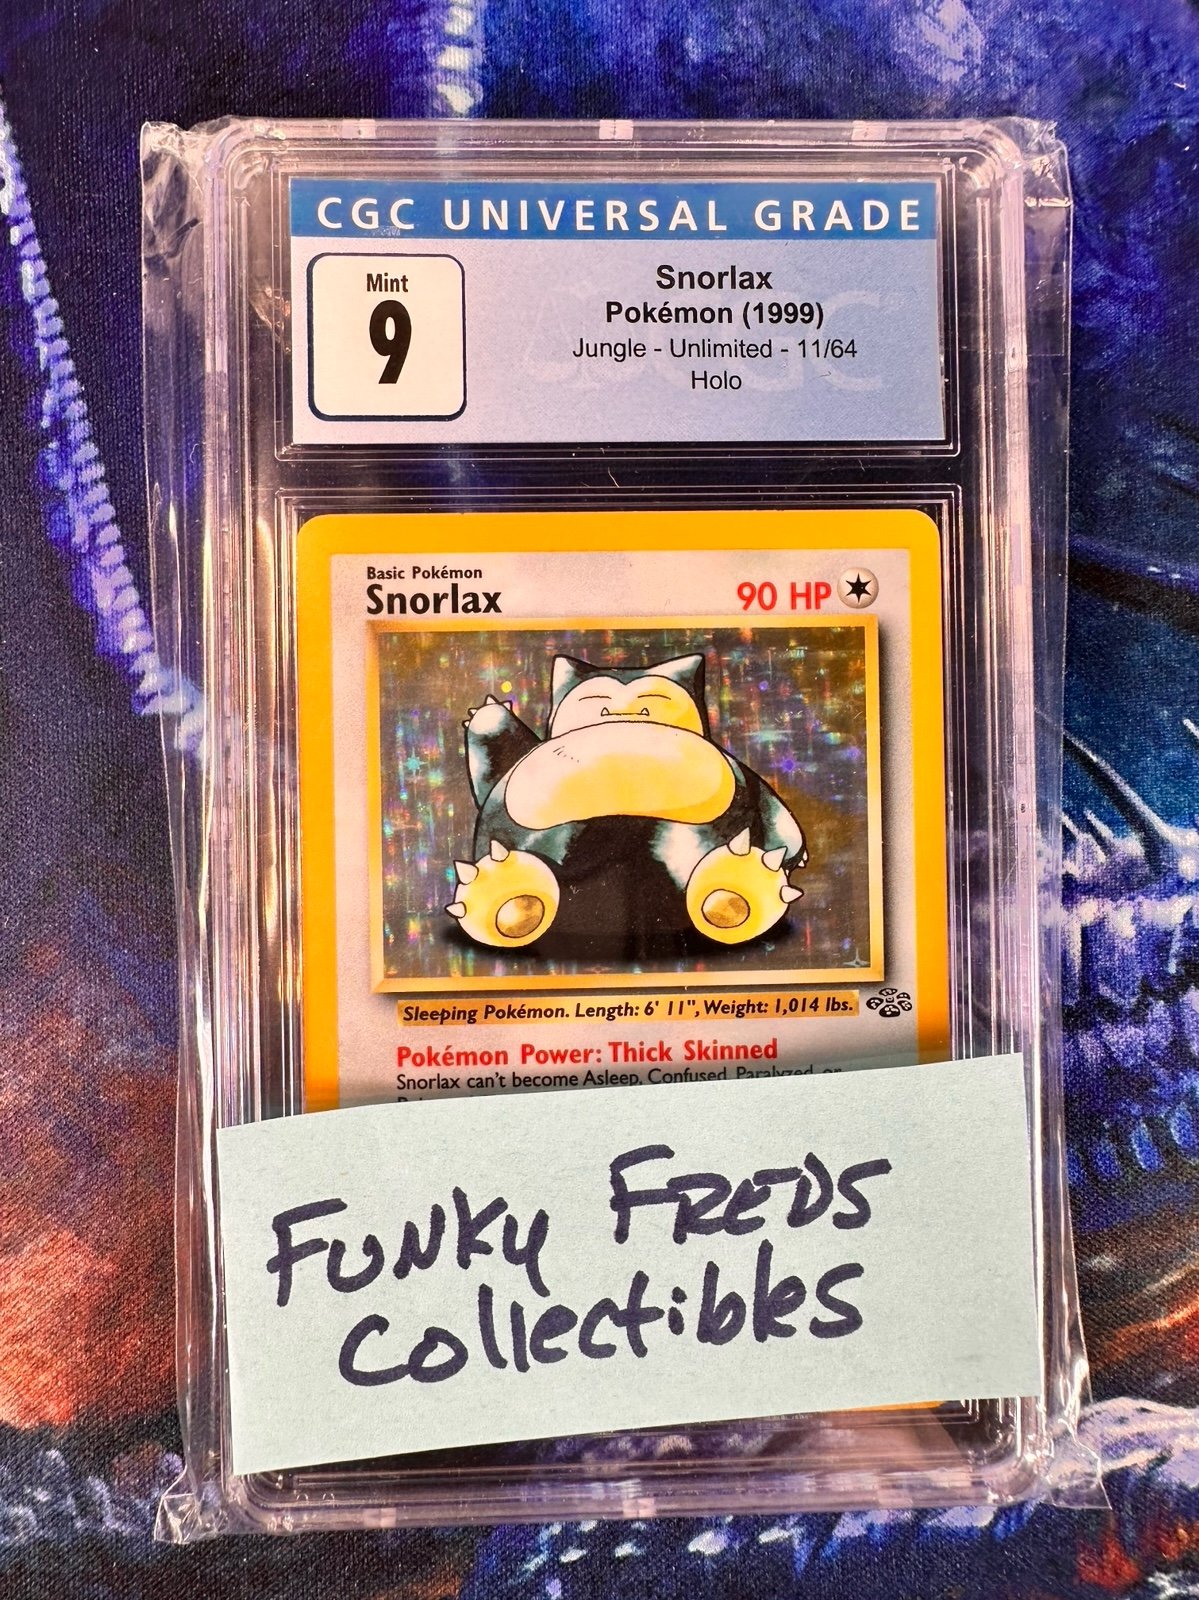 CGC UNIVERSAL GRADE
Mint
9
Snorlax
Pokémon (1999)
Jungle - Unlimited - 11/64
Holo
Basic Pokémon
Snorlax
90 HP
Sleeping Pokémon. Length: 6' 11", Weight: 1,014 lbs.
Pokémon Power: Thick Skinned
Snorlax can't become Asleep, Confused, Paralyzed, or
FUNKY FREDS
Collectibles